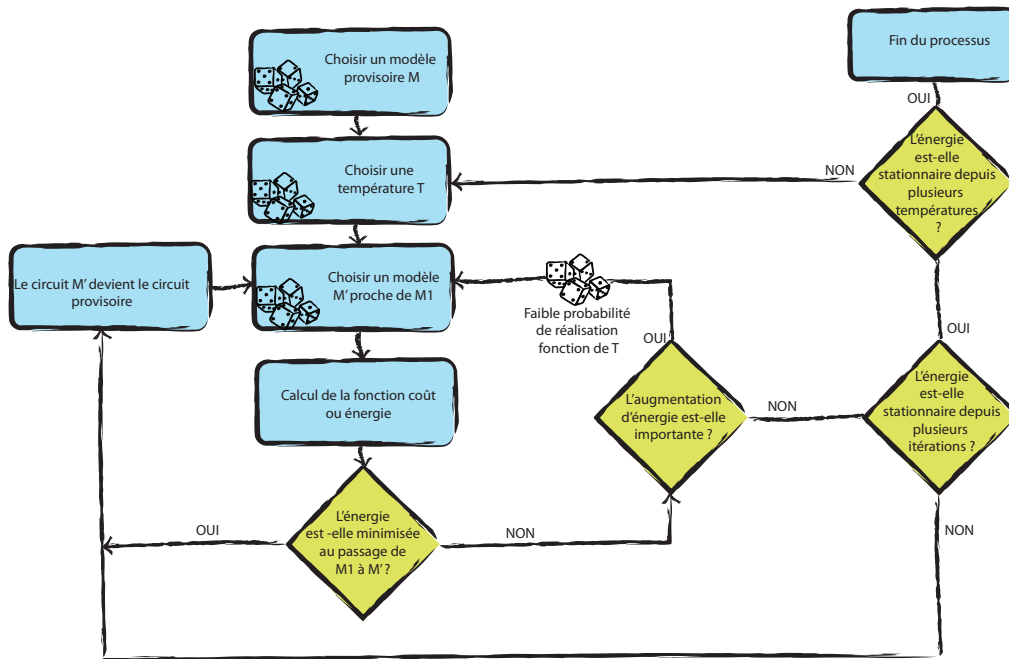 Choisir un modèle
provisoire M
Fin du processus
OUI
L'énergie
est-elle
stationnaire depuis
plusieurs
températures
?
NON
Choisir une
température T
Le circuit M' devient le circuit
provisoire
Choisir un modèle
M' proche de M1
Faible probabilité
de réalisation
fonction de T
OUI
OUI
Calcul de la fonction coût
ou énergie
L'augmentation
d'énergie est-elle
importante ?
NON
L'énergie
est-elle
stationnaire depuis
plusieurs
itérations ?
L'énergie
est -elle minimisée
au passage de
M1 à M' ?
OUI
NON
NON